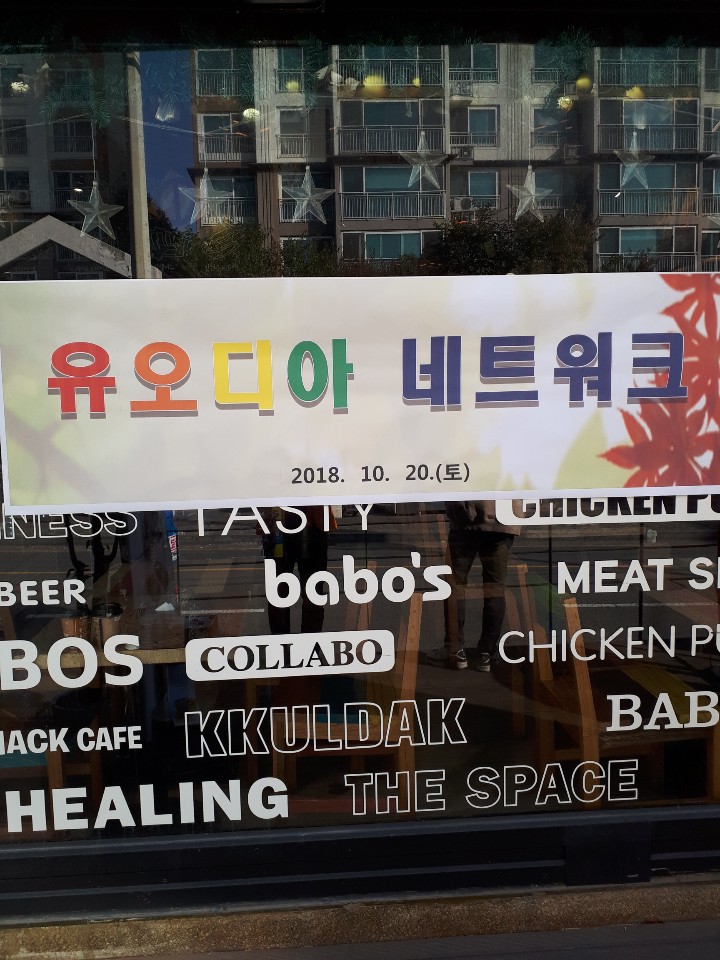 유오디아 네트워크
2018. 10. 20.(토)
TASTY
BEER babo's MEAT
BOS COLLABO CHICKEN
CAFE KKULDAK
HEALING THE SPACE